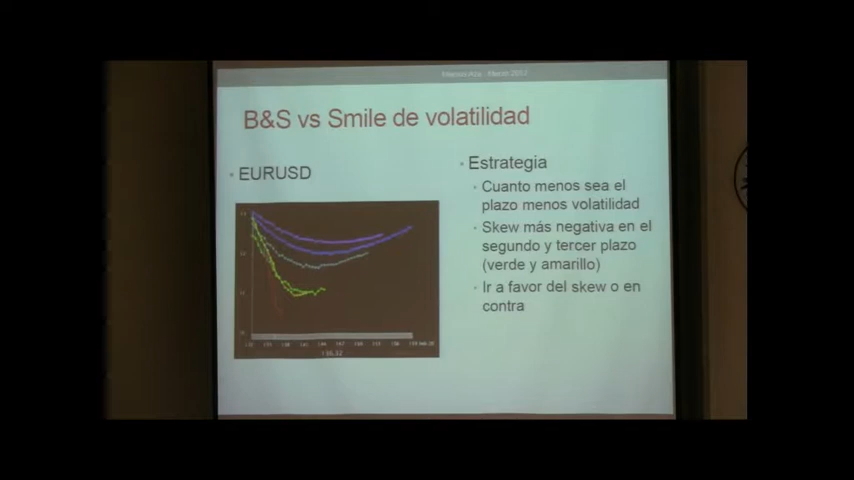 B&S vs Smile de volatilidad
EURUSD
Estrategia
Cuanto menos sea el
plazo menos volatilidad
Skew más negativa en el
segundo y tercer plazo
(verde y amarillo)
Ir a favor del skew o en
contra